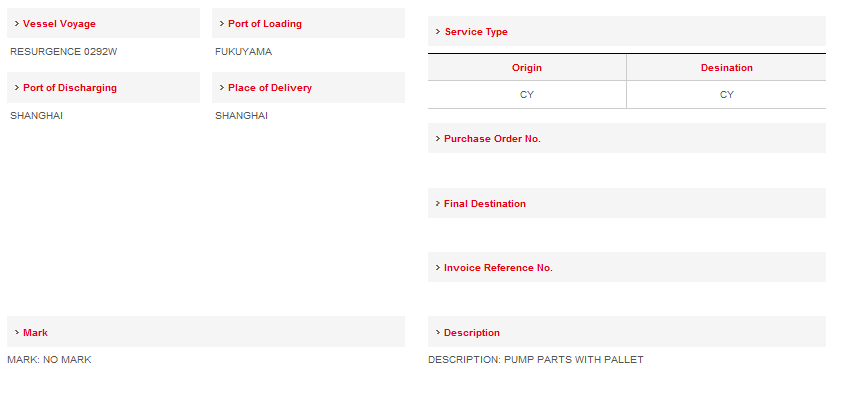 > Vessel Voyage
RESURGENCE 0292W
> Port of Loading
FUKUYAMA
> Port of Discharging
SHANGHAI
> Place of Delivery
SHANGHAI
> Service Type
Origin Desination
CY CY
> Purchase Order No.
> Final Destination
> Invoice Reference No.
> Mark
MARK: NO MARK
> Description
DESCRIPTION: PUMP PARTS WITH PALLET